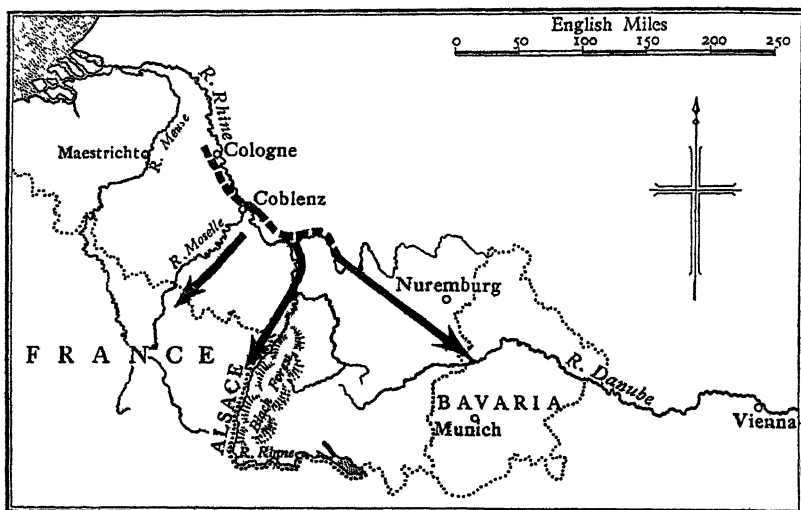 English Miles
0 50 100 150 200 250
R. Rhine
R. Meuse
Maestricht
Cologne
Coblenz
R. Moselle
Nuremburg
FRANCE
ALSACE
Black Forest
R. Danube
BAVARIA
Munich
Vienna
R. Rhine